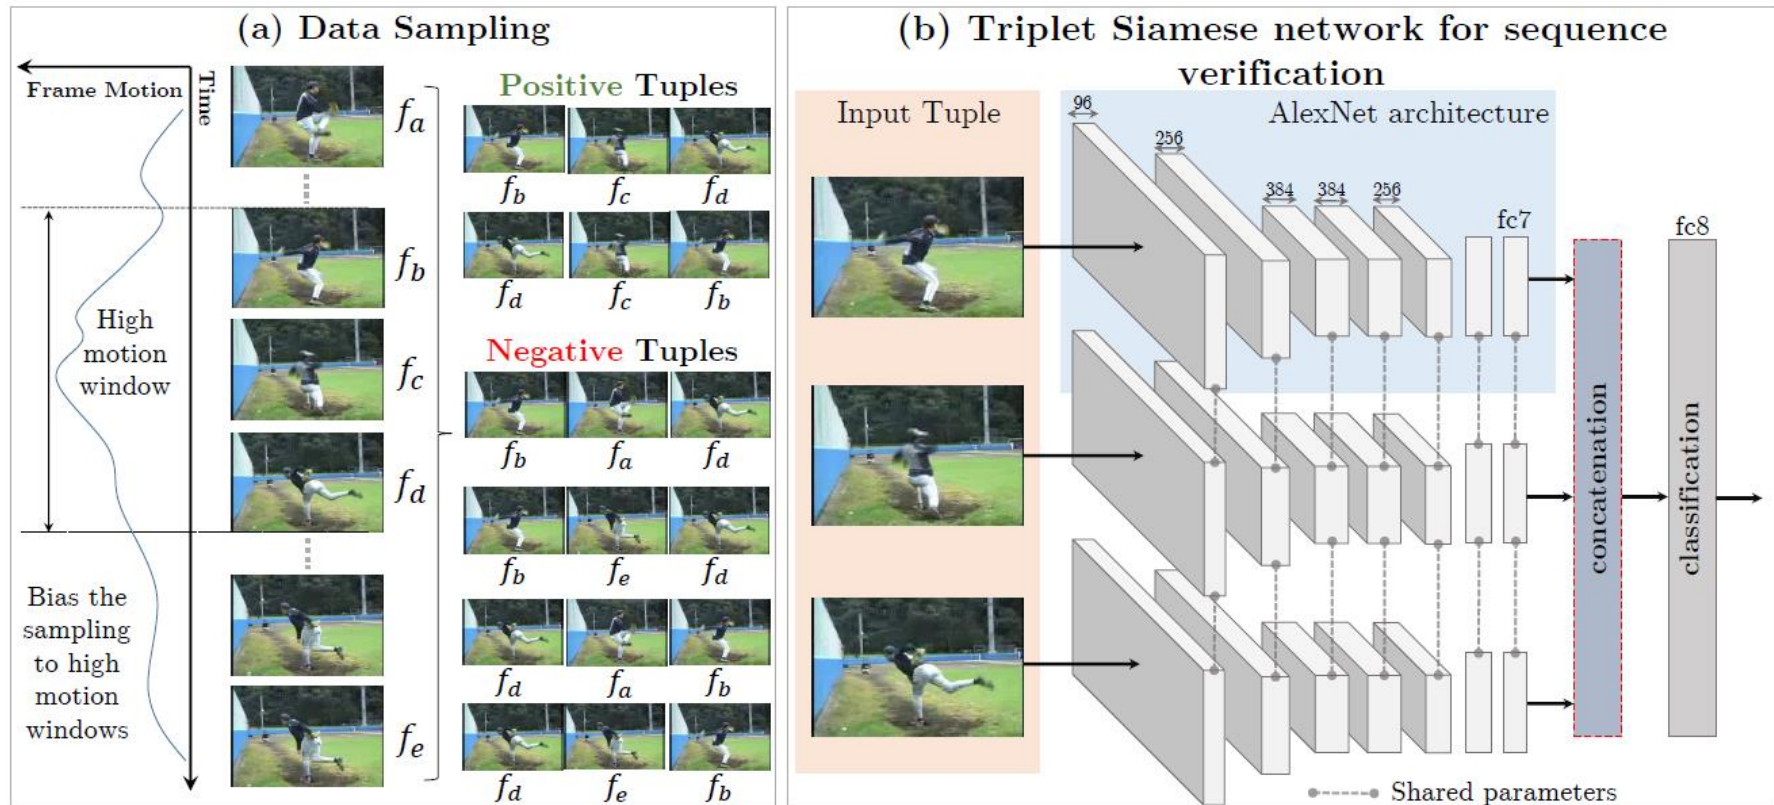 (a) Data Sampling
Frame Motion
Time
High
motion
window
Bias the
sampling
to high
motion
windows
f_a
f_b
f_c
f_d
f_e
Positive Tuples
f_b f_c f_d
f_d f_c f_b
Negative Tuples
f_b f_a f_d
f_b f_e f_d
f_d f_a f_b
f_d f_e f_b
(b) Triplet Siamese network for sequence
verification
Input Tuple
AlexNet architecture
96
256
384
384
256
fc7
fc8
concatenation
classification
Shared parameters